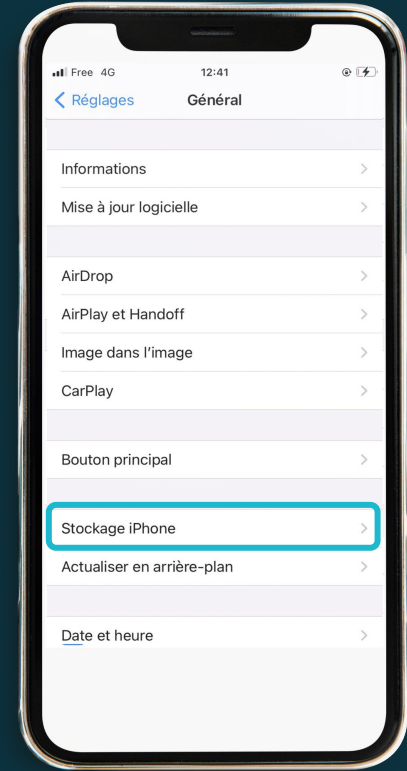 Free 4G 12:41
Réglages Général
Informations
Mise à jour logicielle
AirDrop
AirPlay et Handoff
Image dans l'image
CarPlay
Bouton principal
Stockage iPhone
Actualiser en arrière-plan
Date et heure